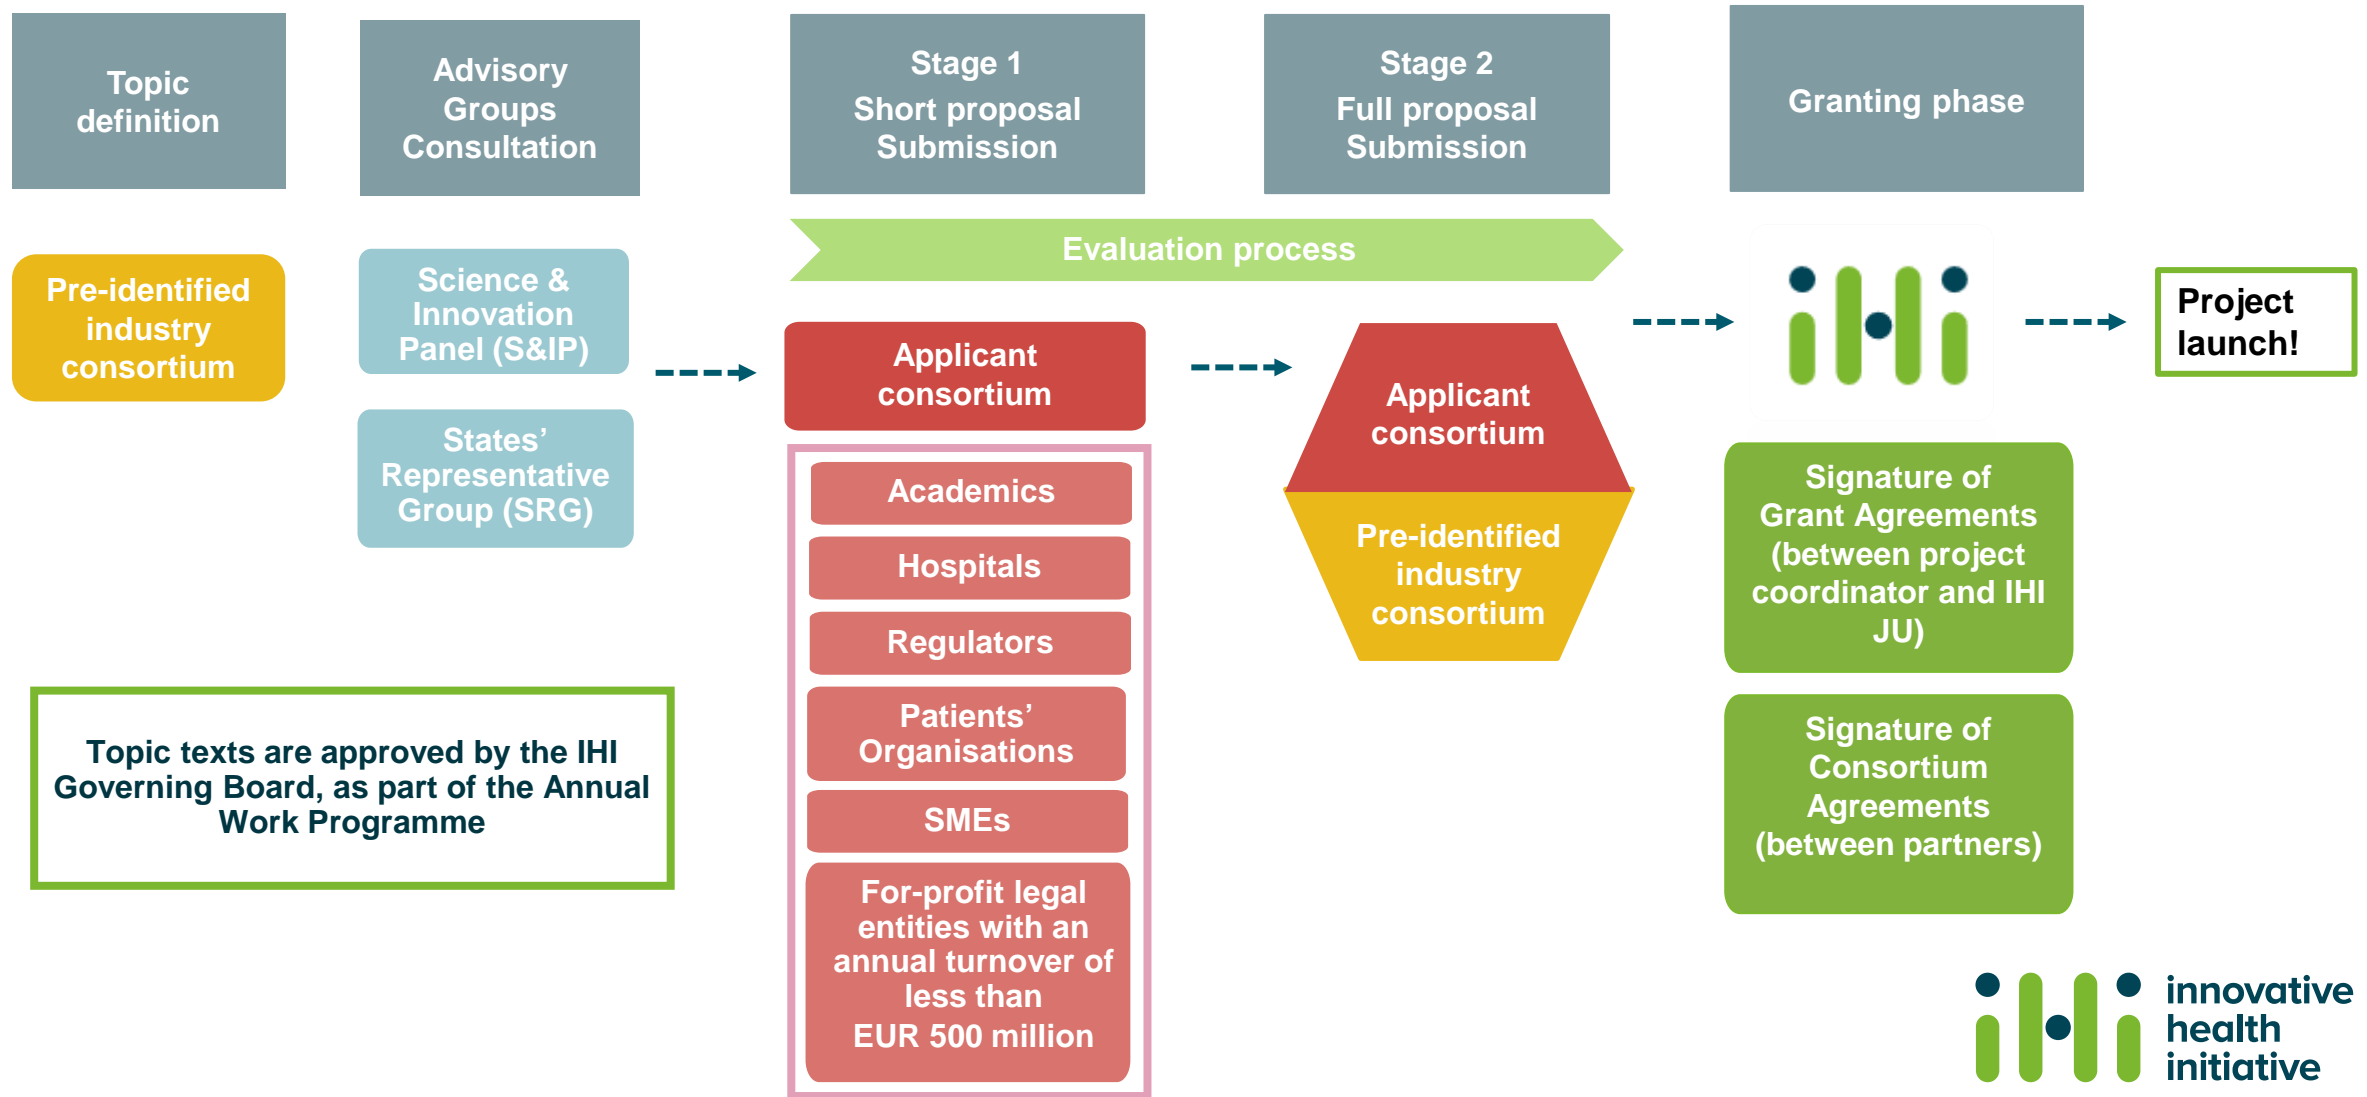 Topic
definition
Advisory
Groups
Consultation
Stage 1
Short proposal
Submission
Stage 2
Full proposal
Submission
Granting phase
Evaluation process
Pre-identified
industry
consortium
Science &
Innovation
Panel (S&IP)
States’
Representative
Group (SRG)
Applicant
consortium
Academics
Hospitals
Regulators
Patients’
Organisations
SMEs
For-profit legal
entities with an
annual turnover of
less than
EUR 500 million
Applicant
consortium
Pre-identified
industry
consortium
iHi
Signature of
Grant Agreements
(between project
coordinator and IHI
JU)
Signature of
Consortium
Agreements
(between partners)
Project
launch!
Topic texts are approved by the IHI
Governing Board, as part of the Annual
Work Programme
iHi
innovative
health
initiative